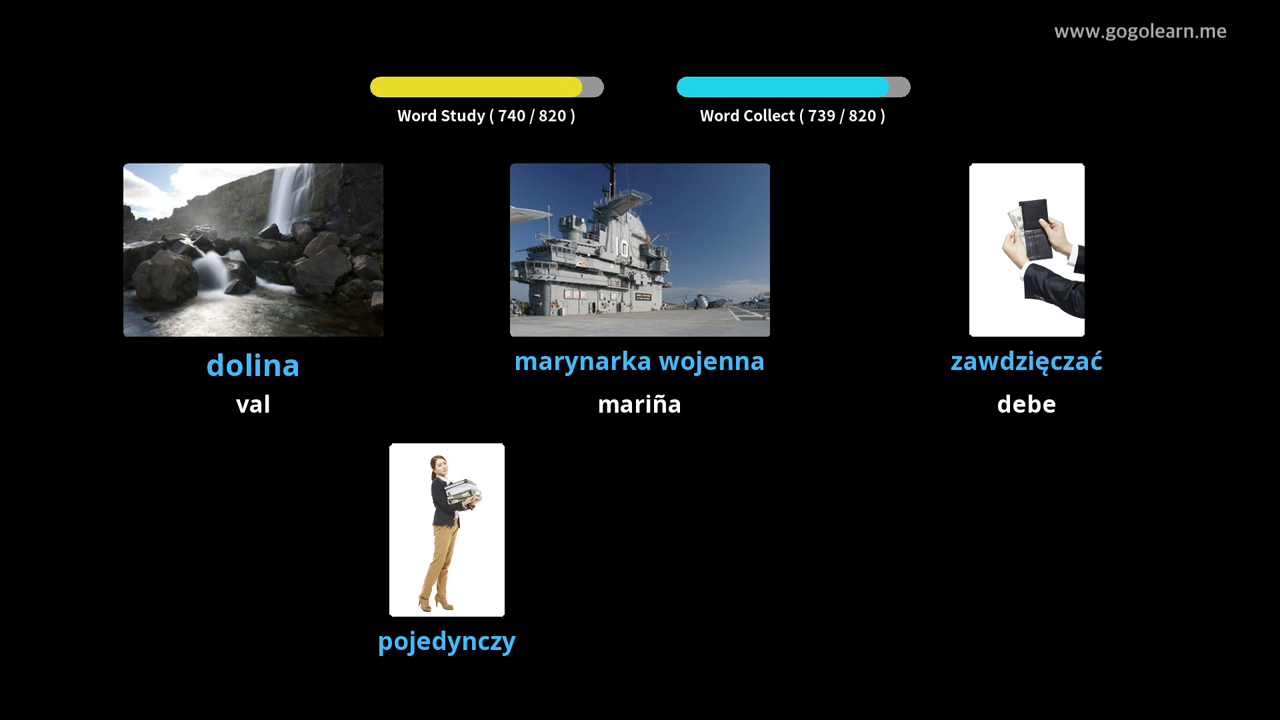 www.gogolearn.me
Word Study ( 740 / 820 )
Word Collect ( 739 / 820 )
10
dolina
marynarka wojenna
zawdzięczać
val
mariña
debe
pojedynczy